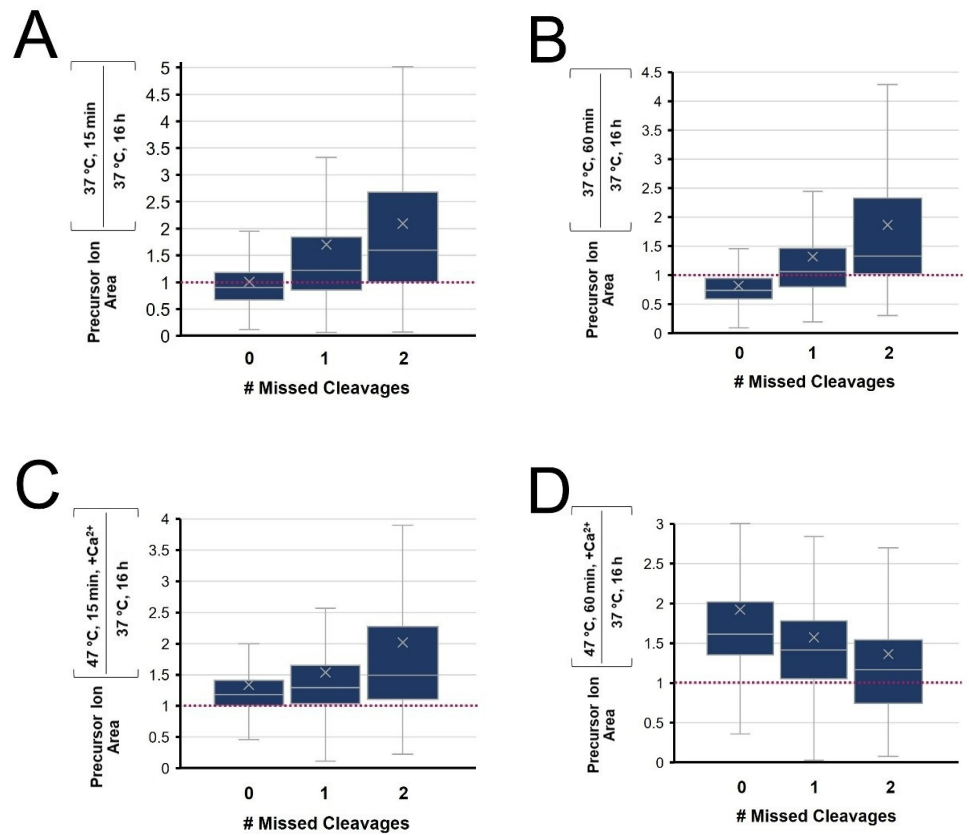 A
37 °C, 15 min
37 °C, 16 h
Precursor Ion
Area
5
4.5
4
3.5
3
2.5
2
1.5
1
0.5
0
0 1 2
# Missed Cleavages
B
37 °C, 60 min
37 °C, 16 h
Precursor Ion
Area
4.5
4
3.5
3
2.5
2
1.5
1
0.5
0
0 1 2
# Missed Cleavages
C
47 °C, 15 min, +Ca²⁺
37 °C, 16 h
Precursor Ion
Area
4
3.5
3
2.5
2
1.5
1
0.5
0
0 1 2
# Missed Cleavages
D
47 °C, 60 min, +Ca²⁺
37 °C, 16 h
Precursor Ion
Area
3
2.5
2
1.5
1
0.5
0
0 1 2
# Missed Cleavages